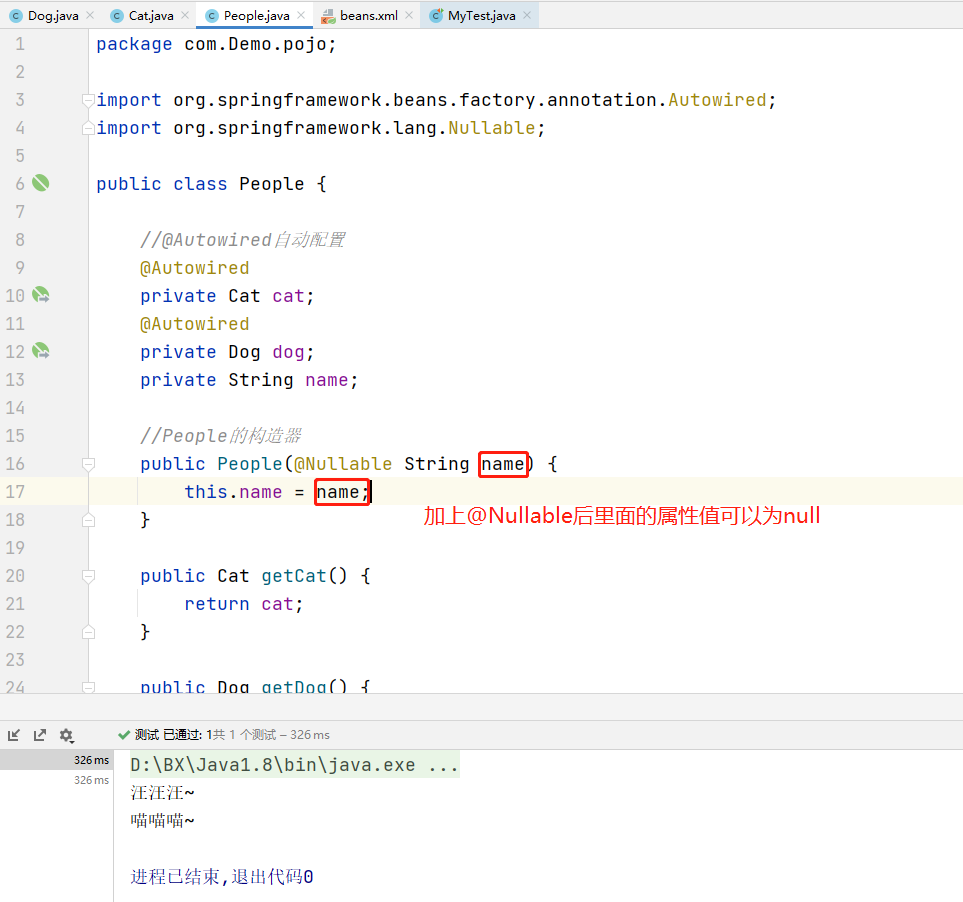 Dog.java × Cat.java × People.java × beans.xml × MyTest.java ×
1 package com.Demo.pojo;
2
3 import org.springframework.beans.factory.annotation.Autowired;
4 import org.springframework.lang.Nullable;
5
6 public class People {
7
8 //@Autowired自动配置
9 @Autowired
10 private Cat cat;
11 @Autowired
12 private Dog dog;
13 private String name;
14
15 //People的构造器
16 public People(@Nullable String name) {
17 this.name = name;
加上@Nullable后里面的属性值可以为null
18 }
19
20 public Cat getCat() {
21 return cat;
22 }
23
24 public Dog getDog() {
测试 已通过: 1共 1 个测试 – 326 ms
326 ms D:\BX\Java1.8\bin\java.exe ...
326 ms
汪汪汪~
喵喵喵~
进程已结束,退出代码0